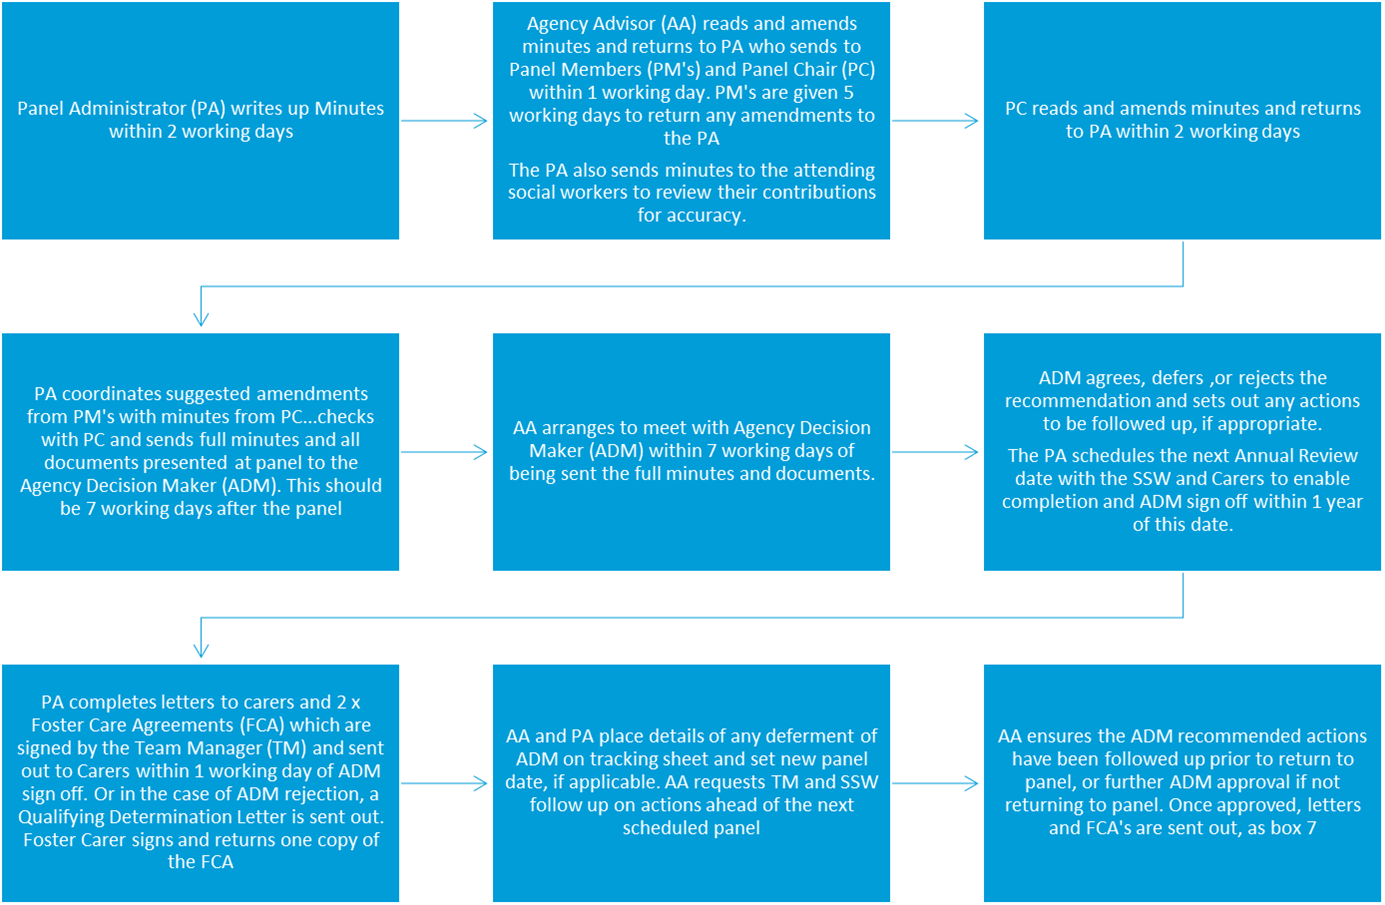 Panel Administrator (PA) writes up Minutes
within 2 working days
Agency Advisor (AA) reads and amends
minutes and returns to PA who sends to
Panel Members (PM's) and Panel Chair (PC)
within 1 working day. PM's are given 5
working days to return any amendments to
the PA
The PA also sends minutes to the attending
social workers to review their contributions
for accuracy.
PC reads and amends minutes and returns
to PA within 2 working days
PA coordinates suggested amendments
from PM's with minutes from PC...checks
with PC and sends full minutes and all
documents presented at panel to the
Agency Decision Maker (ADM). This should
be 7 working days after the panel
AA arranges to meet with Agency Decision
Maker (ADM) within 7 working days of
being sent the full minutes and documents.
ADM agrees, defers ,or rejects the
recommendation and sets out any actions
to be followed up, if appropriate.
The PA schedules the next Annual Review
date with the SSW and Carers to enable
completion and ADM sign off within 1 year
of this date.
PA completes letters to carers and 2 x
Foster Care Agreements (FCA) which are
signed by the Team Manager (TM) and sent
out to Carers within 1 working day of ADM
sign off. Or in the case of ADM rejection, a
Qualifying Determination Letter is sent out.
Foster Carer signs and returns one copy of
the FCA
AA and PA place details of any deferment of
ADM on tracking sheet and set new panel
date, if applicable. AA requests TM and SSW
follow up on actions ahead of the next
scheduled panel
AA ensures the ADM recommended actions
have been followed up prior to return to
panel, or further ADM approval if not
returning to panel. Once approved, letters
and FCA's are sent out, as box 7